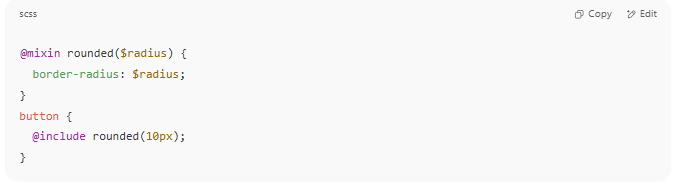 scss
Copy
Edit
@mixin rounded($radius) {
  border-radius: $radius;
}
button {
  @include rounded(10px);
}